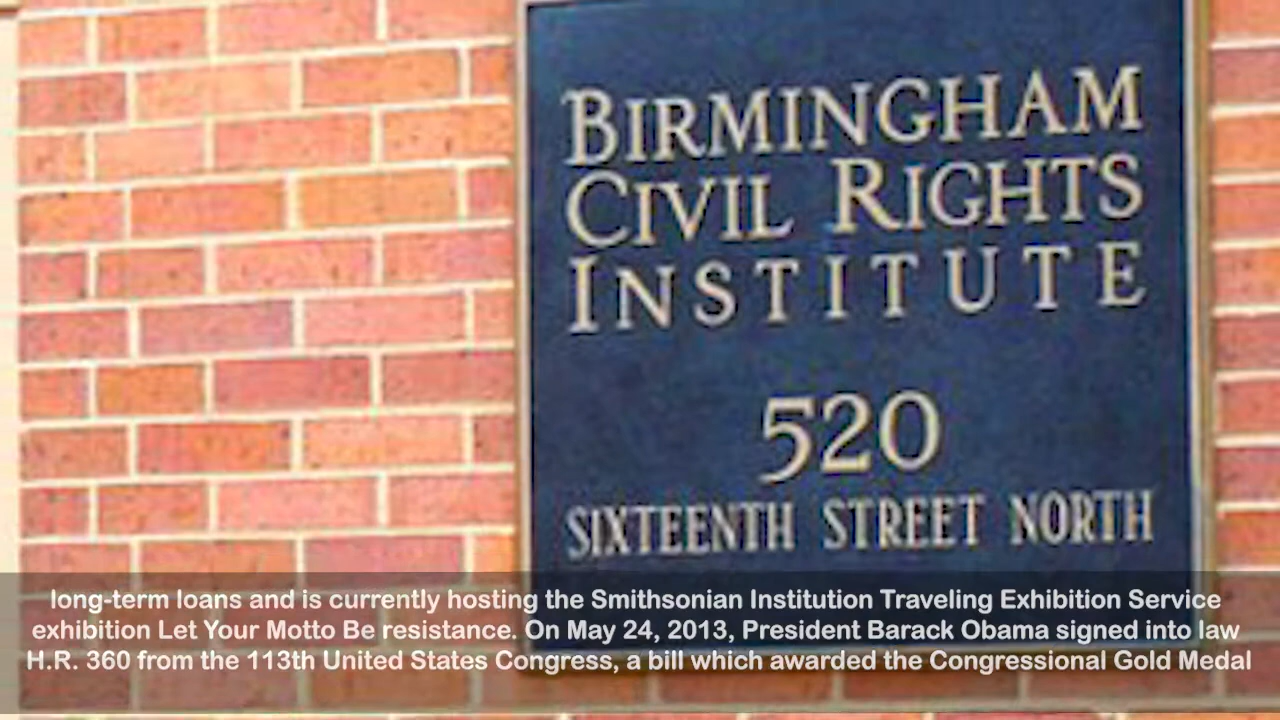 BIRMINGHAM
CIVIL RIGHTS
INSTITUTE
520
SIXTEENTH STREET NORTH
long-term loans and is currently hosting the Smithsonian Institution Traveling Exhibition Service
exhibition Let Your Motto Be resistance. On May 24, 2013, President Barack Obama signed into law
H.R. 360 from the 113th United States Congress, a bill which awarded the Congressional Gold Medal